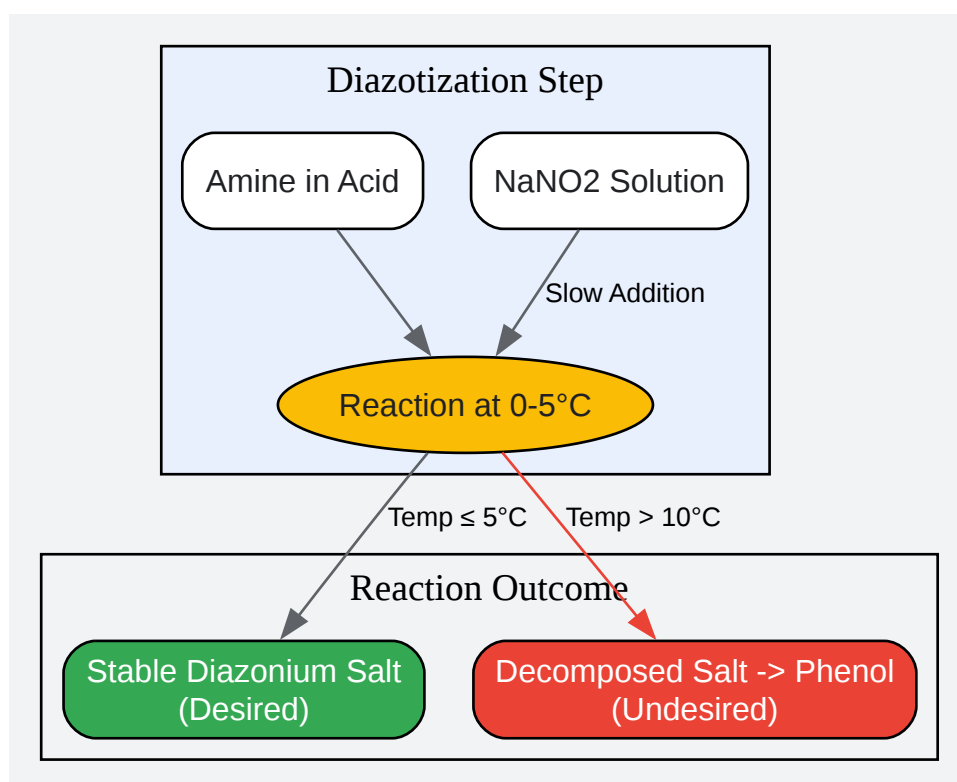 Diazotization Step
Amine in Acid
NaNO2 Solution
Slow Addition
Reaction at 0-5°C
Temp ≤ 5°C
Temp > 10°C
Reaction Outcome
Stable Diazonium Salt
(Desired)
Decomposed Salt -> Phenol
(Undesired)